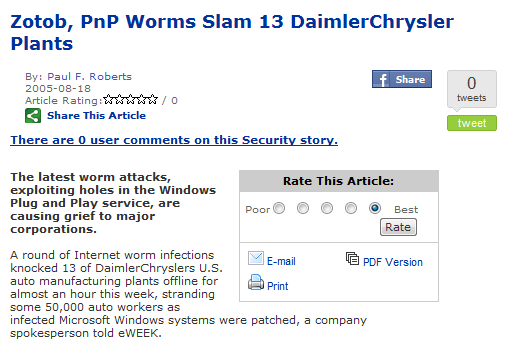 Zotob, PnP Worms Slam 13 DaimlerChrysler
Plants
By: Paul F. Roberts
2005-08-18
Article Rating: / 0
Share This Article
f Share
0
tweets
tweet
There are 0 user comments on this Security story.
The latest worm attacks,
exploiting holes in the Windows
Plug and Play service, are
causing grief to major
corporations.
Rate This Article:
Poor Best
Rate
E-mail
PDF Version
Print
A round of Internet worm infections
knocked 13 of DaimlerChryslers U.S.
auto manufacturing plants offline for
almost an hour this week, stranding
some 50,000 auto workers as
infected Microsoft Windows systems were patched, a company
spokesperson told eWEEK.